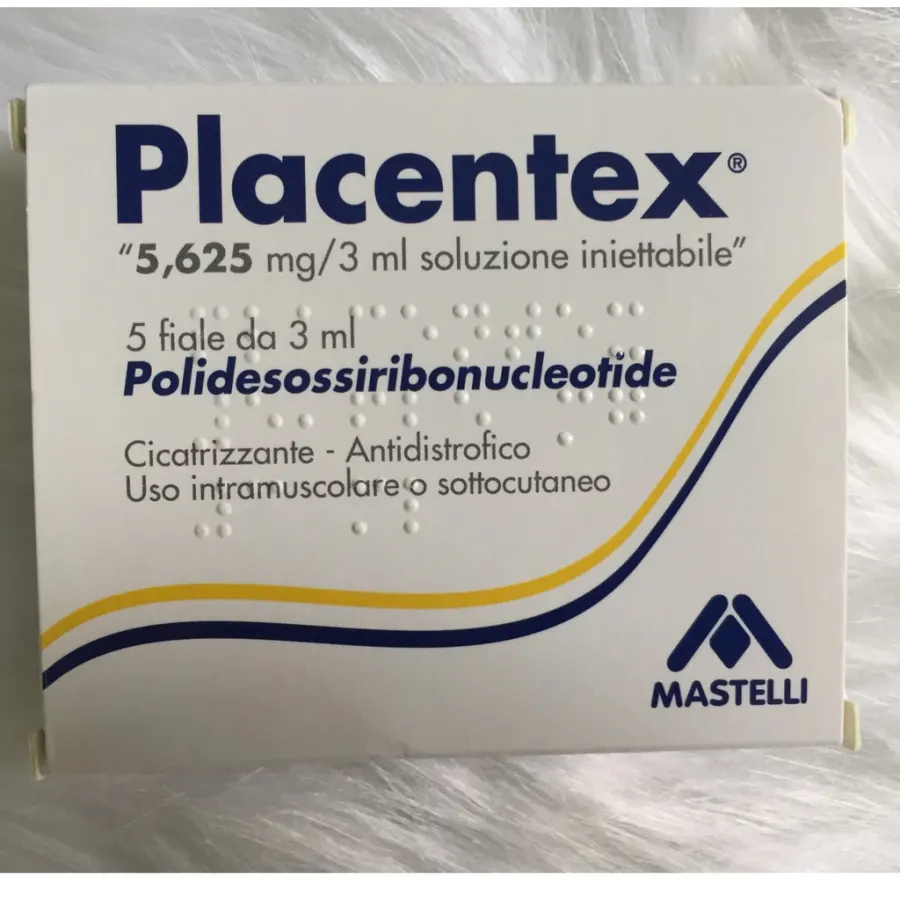 Placentex®
“5,625 mg/3 ml soluzione iniettabile”
5 fiale da 3 ml
Polidesossiribonucleotide
Cicatrizzante - Antidistrofico
Uso intramuscolare o sottocutaneo
MASTELLI